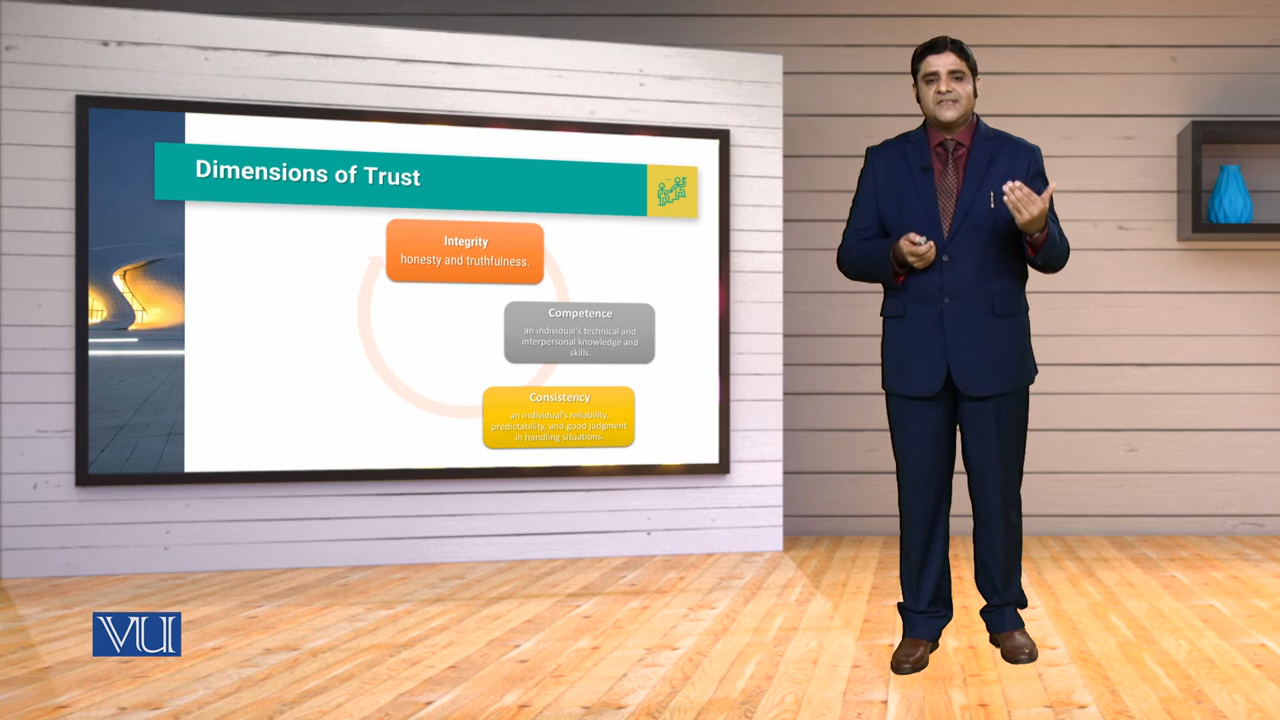 Dimensions of Trust
Integrity
honesty and truthfulness.
Competence
an individual's technical and
interpersonal knowledge and
skills.
Consistency
an individual's reliability,
predictability, and good judgment
in handling situations.
VU